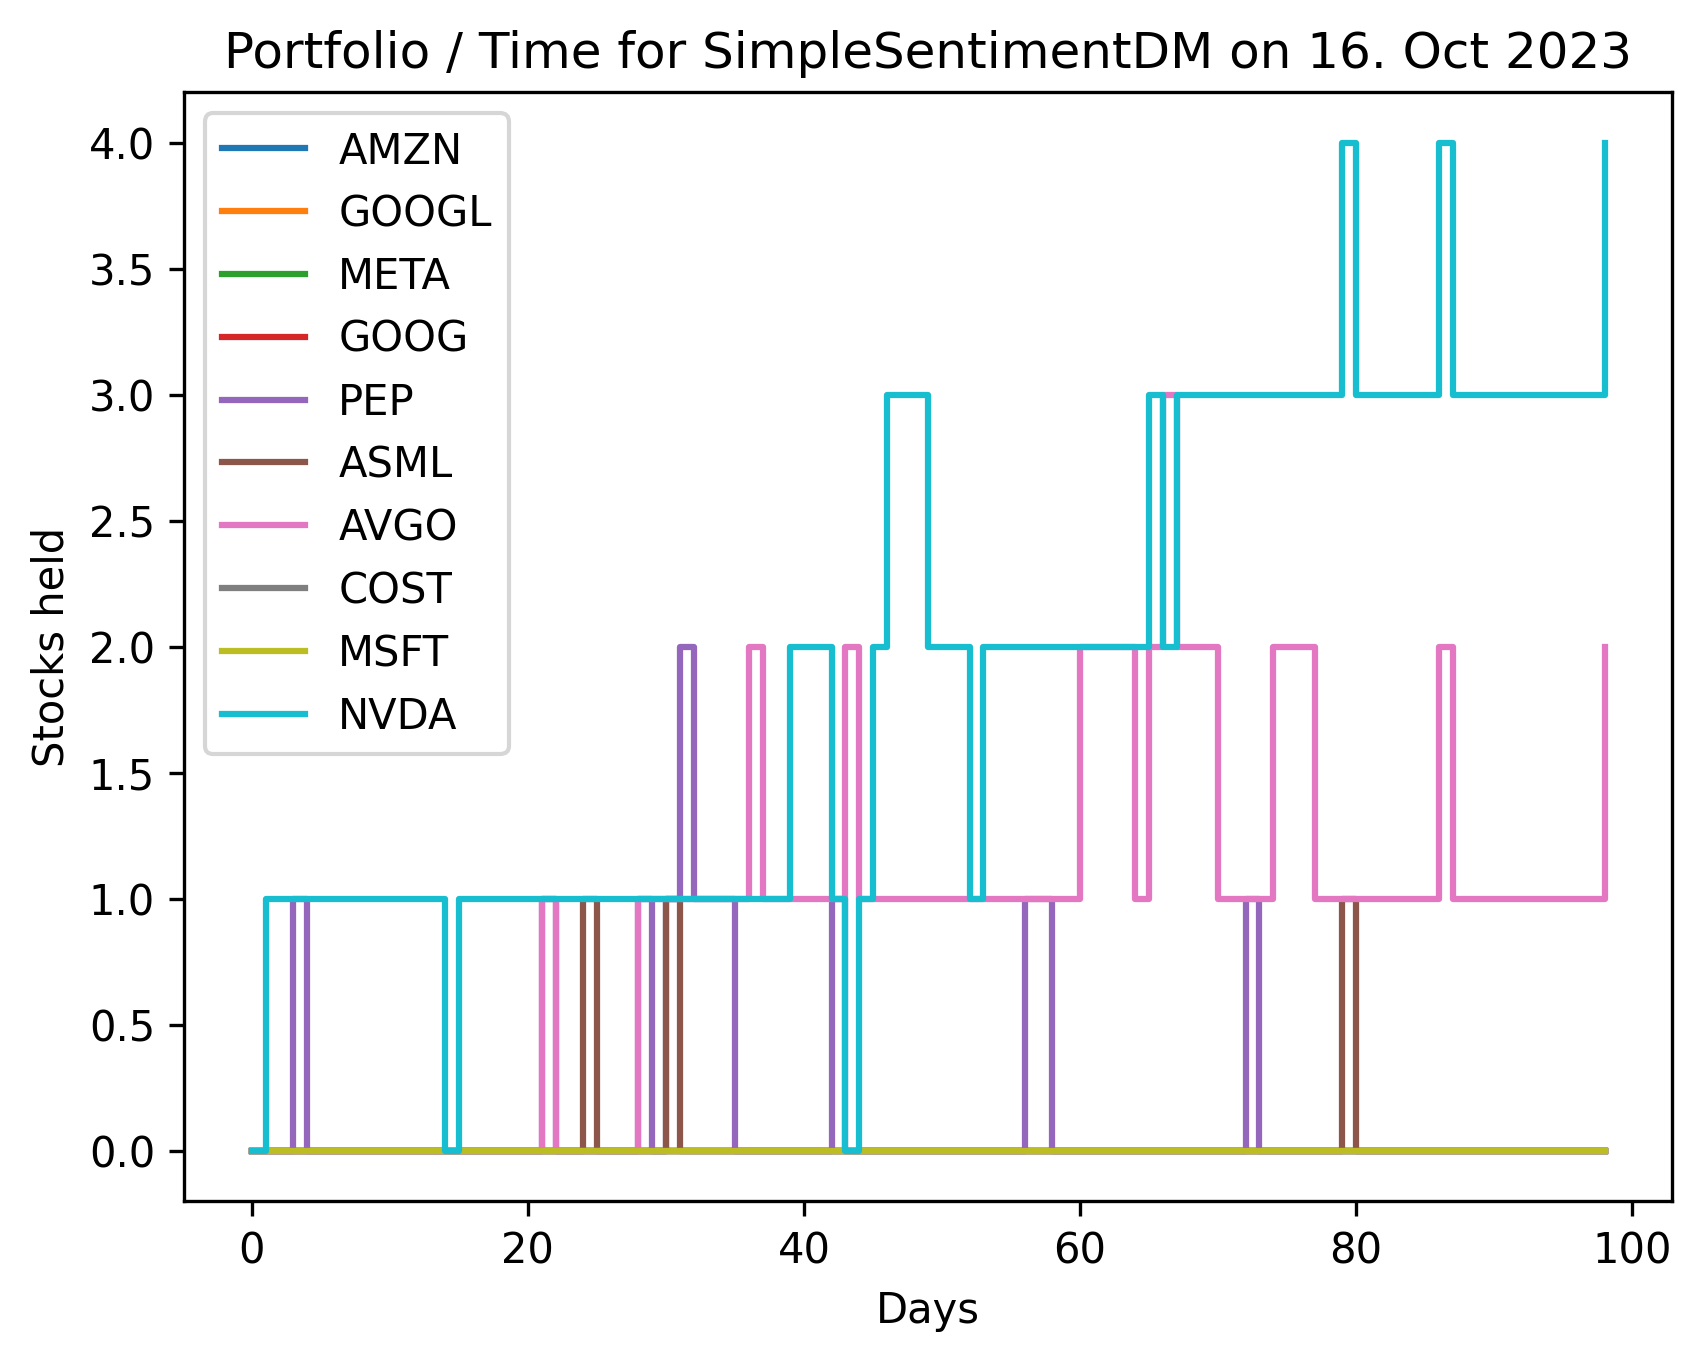 Portfolio / Time for SimpleSentimentDM on 16. Oct 2023
AMZN
GOOGL
META
GOOG
PEP
ASML
AVGO
COST
MSFT
NVDA
Stocks held
4.0
3.5
3.0
2.5
2.0
1.5
1.0
0.5
0.0
0 20 40 60 80 100
Days